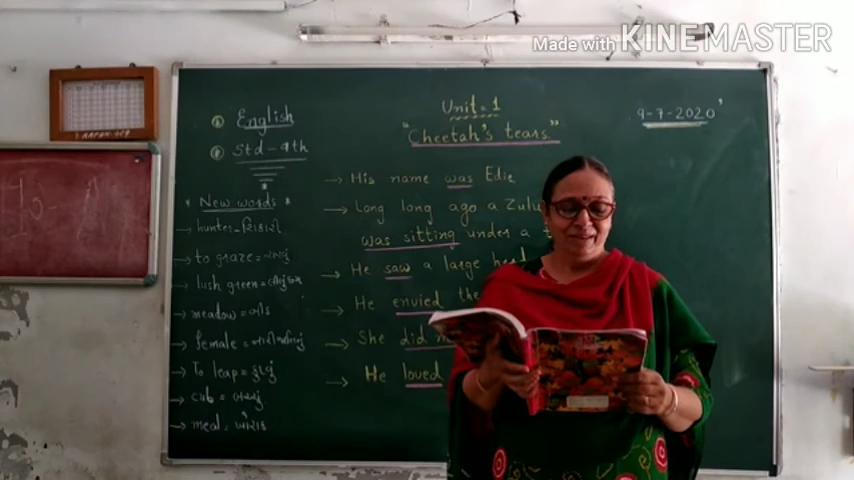 Made with KINEMASTER
Unit = 1
9-7-2020
① English
"Cheetah's tears"
② Std - 9th
* New words
hunter - શિકારી
to graze = ચરવું
lush green =
meadow = બીડ
female =
To leap = કૂદવું
cub = બચ્ચું
meal = ખોરાક
→ His name was Edie
→ Long long ago a Zulu
was sitting under a
→ He saw a large herd
→ He envied the
→ She did
→ He loved